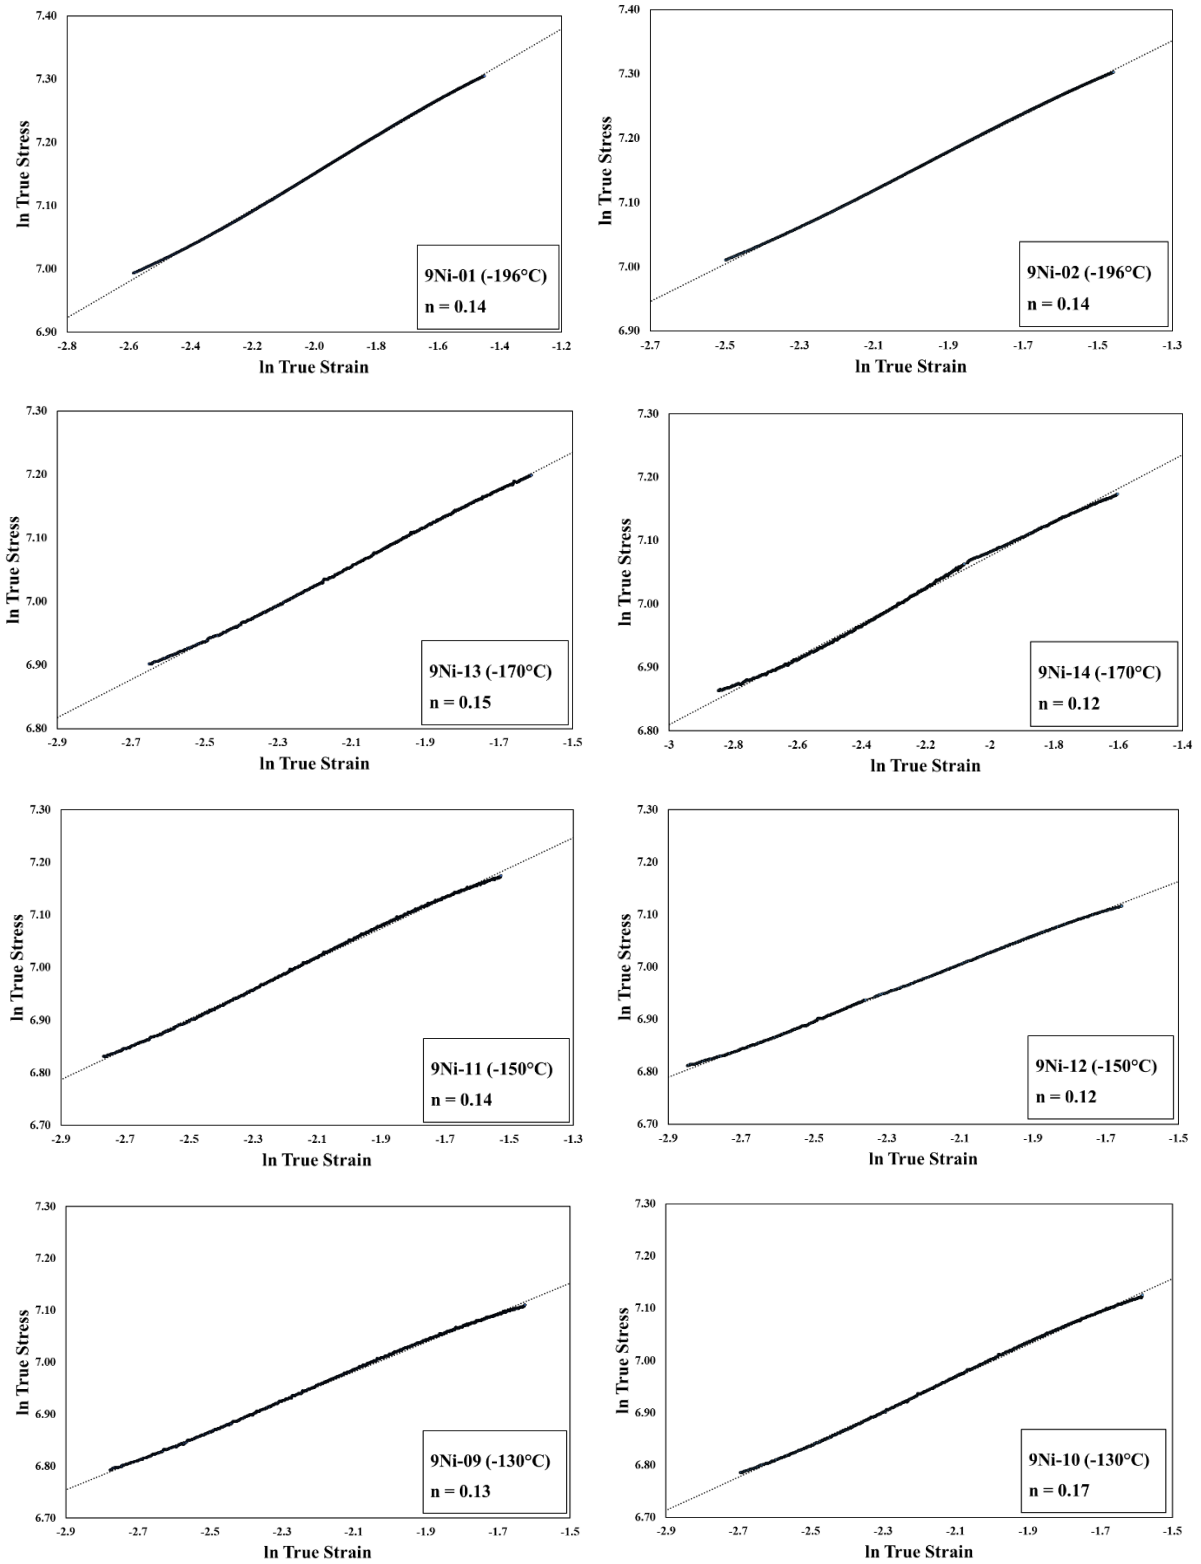 7.40
7.30
7.20
7.10
7.00
6.90
ln True Stress
-2.8 -2.6 -2.4 -2.2 -2.0 -1.8 -1.6 -1.4 -1.2
ln True Strain
9Ni-01 (-196°C)
n = 0.14
7.40
7.30
7.20
7.10
7.00
6.90
ln True Stress
-2.7 -2.5 -2.3 -2.1 -1.9 -1.7 -1.5 -1.3
ln True Strain
9Ni-02 (-196°C)
n = 0.14
7.30
7.20
7.10
7.00
6.90
6.80
ln True Stress
-2.9 -2.7 -2.5 -2.3 -2.1 -1.9 -1.7 -1.5
ln True Strain
9Ni-13 (-170°C)
n = 0.15
7.30
7.20
7.10
7.00
6.90
6.80
ln True Stress
-3 -2.8 -2.6 -2.4 -2.2 -2 -1.8 -1.6 -1.4
ln True Strain
9Ni-14 (-170°C)
n = 0.12
7.30
7.20
7.10
7.00
6.90
6.80
6.70
ln True Stress
-2.9 -2.7 -2.5 -2.3 -2.1 -1.9 -1.7 -1.5 -1.3
ln True Strain
9Ni-11 (-150°C)
n = 0.14
7.30
7.20
7.10
7.00
6.90
6.80
6.70
ln True Stress
-2.9 -2.7 -2.5 -2.3 -2.1 -1.9 -1.7 -1.5
ln True Strain
9Ni-12 (-150°C)
n = 0.12
7.30
7.20
7.10
7.00
6.90
6.80
6.70
ln True Stress
-2.9 -2.7 -2.5 -2.3 -2.1 -1.9 -1.7 -1.5
ln True Strain
9Ni-09 (-130°C)
n = 0.13
7.30
7.20
7.10
7.00
6.90
6.80
6.70
ln True Stress
-2.9 -2.7 -2.5 -2.3 -2.1 -1.9 -1.7 -1.5
ln True Strain
9Ni-10 (-130°C)
n = 0.17